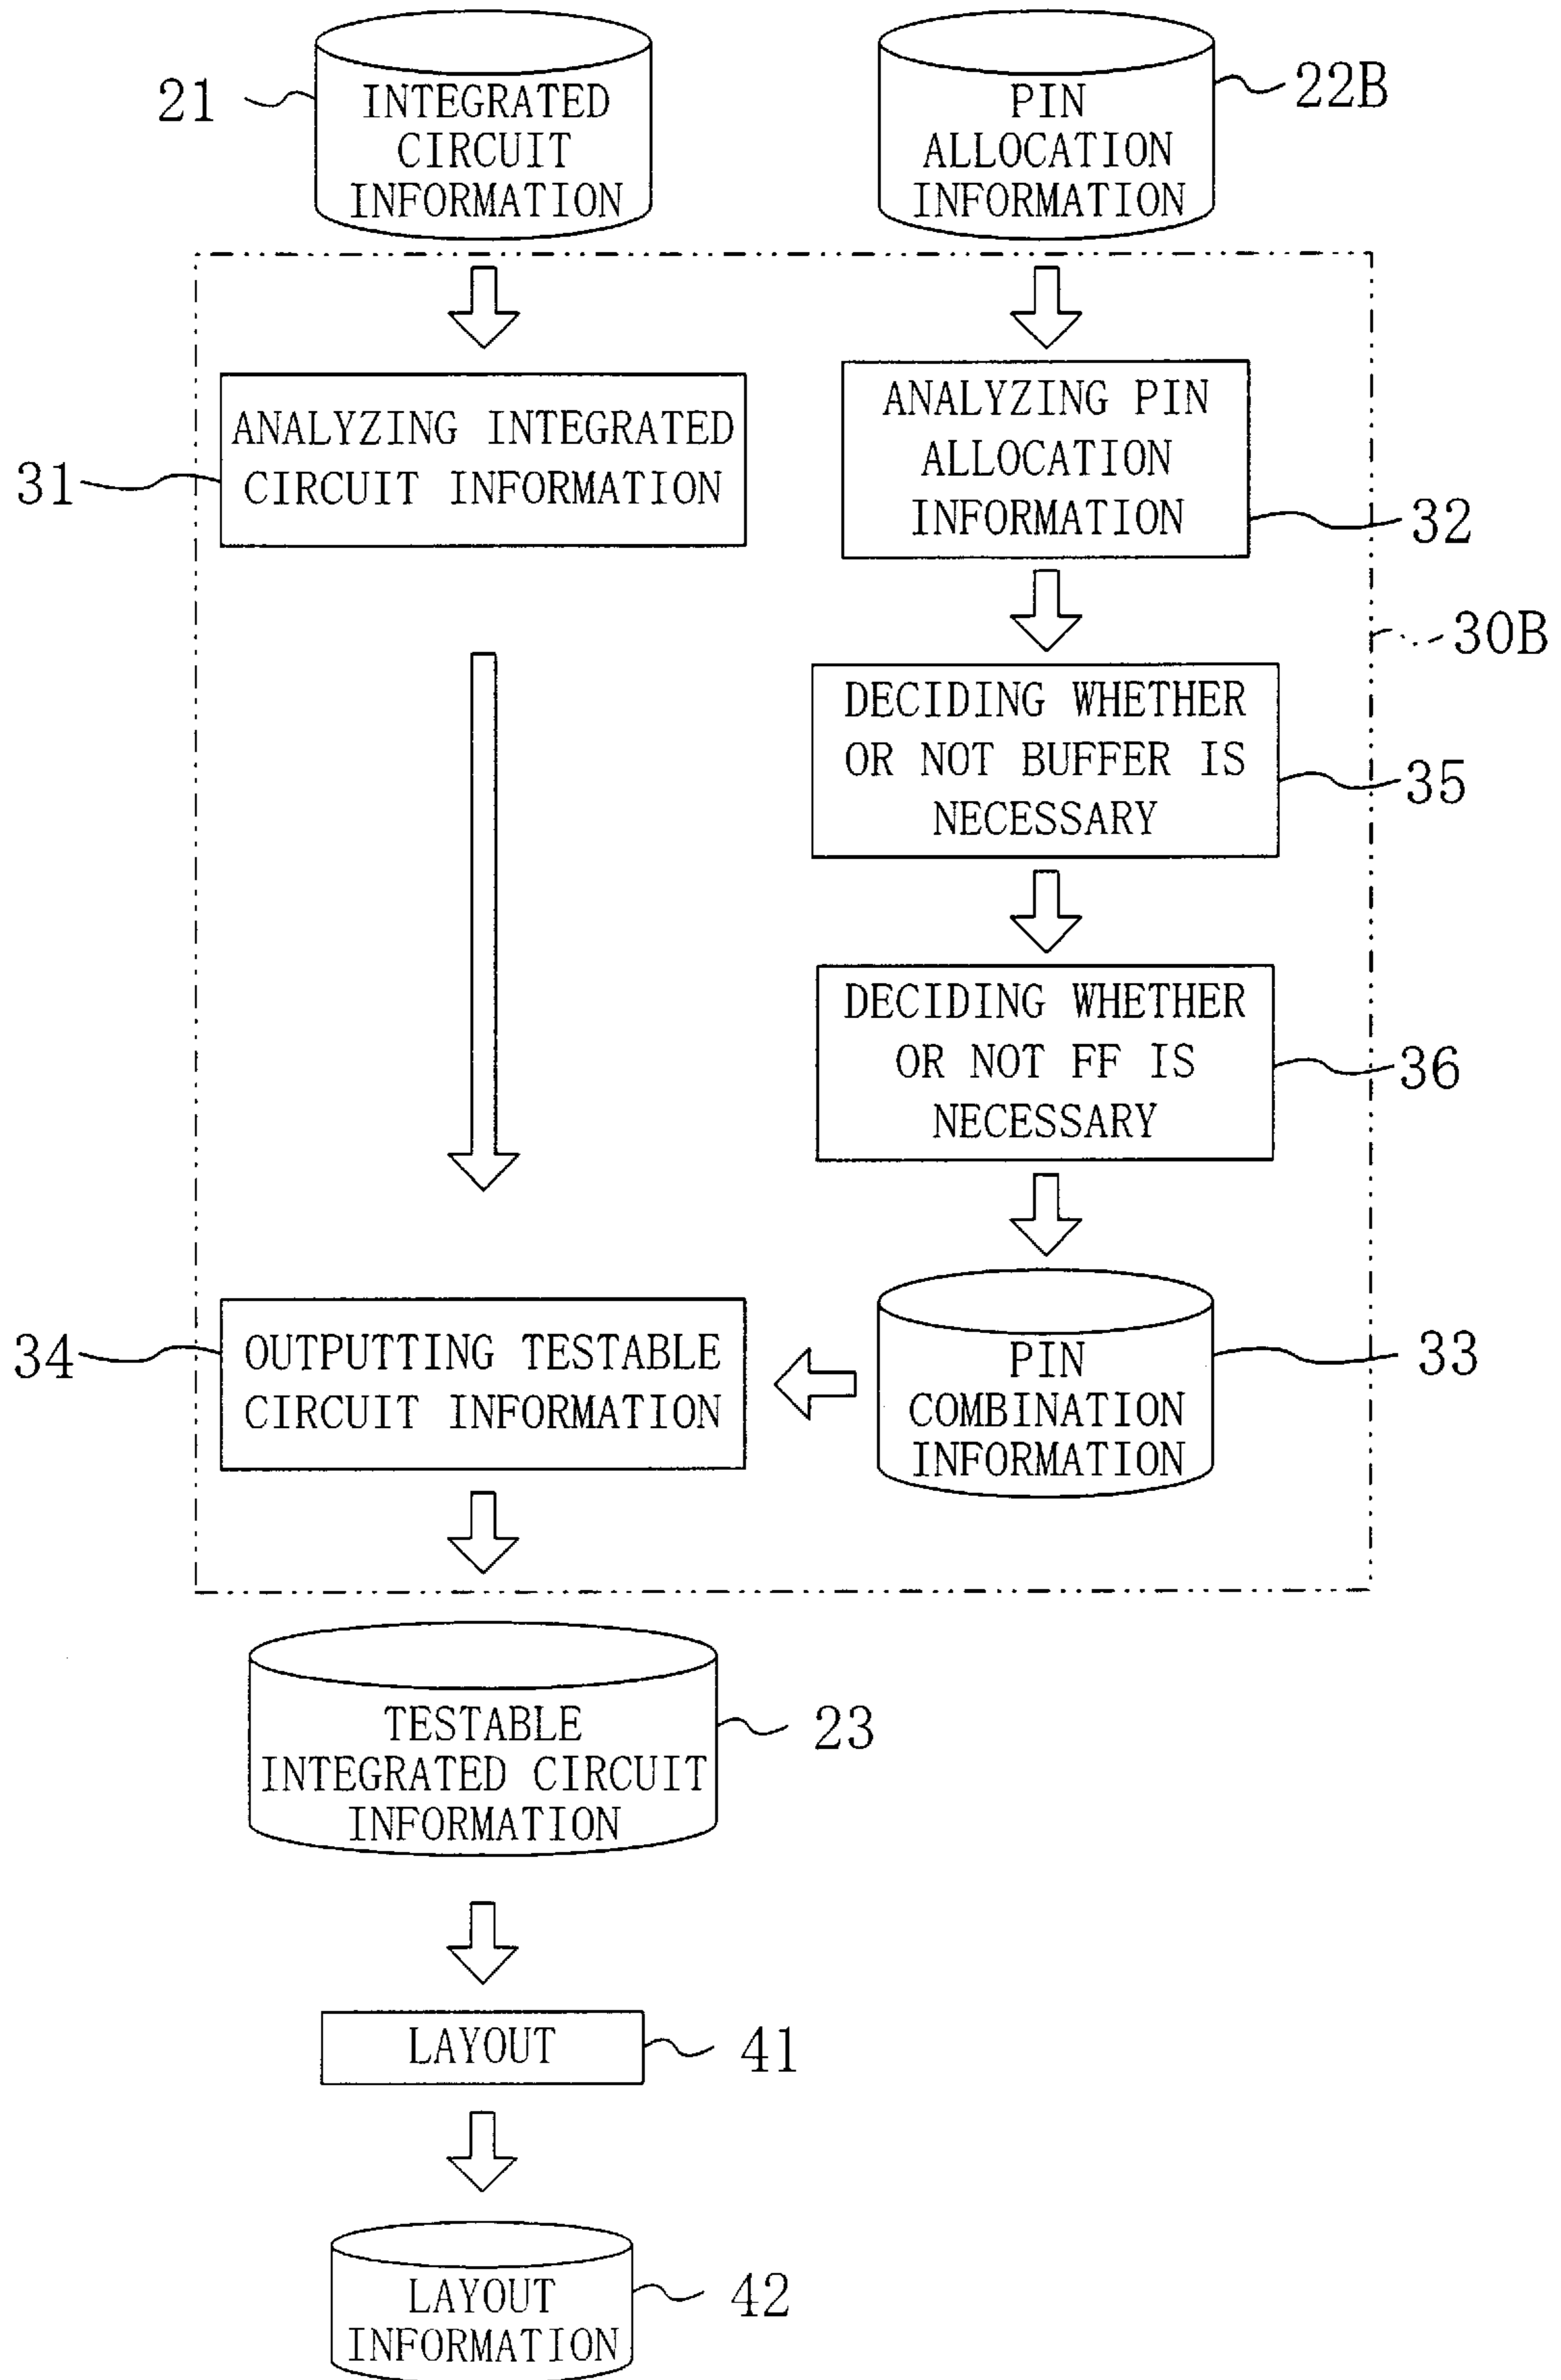 21
INTEGRATED
CIRCUIT
INFORMATION
PIN
ALLOCATION
INFORMATION
22B
31
ANALYZING INTEGRATED
CIRCUIT INFORMATION
ANALYZING PIN
ALLOCATION
INFORMATION
32
30B
DECIDING WHETHER
OR NOT BUFFER IS
NECESSARY
35
DECIDING WHETHER
OR NOT FF IS
NECESSARY
36
34
OUTPUTTING TESTABLE
CIRCUIT INFORMATION
PIN
COMBINATION
INFORMATION
33
TESTABLE
INTEGRATED CIRCUIT
INFORMATION
23
LAYOUT
41
LAYOUT
INFORMATION
42